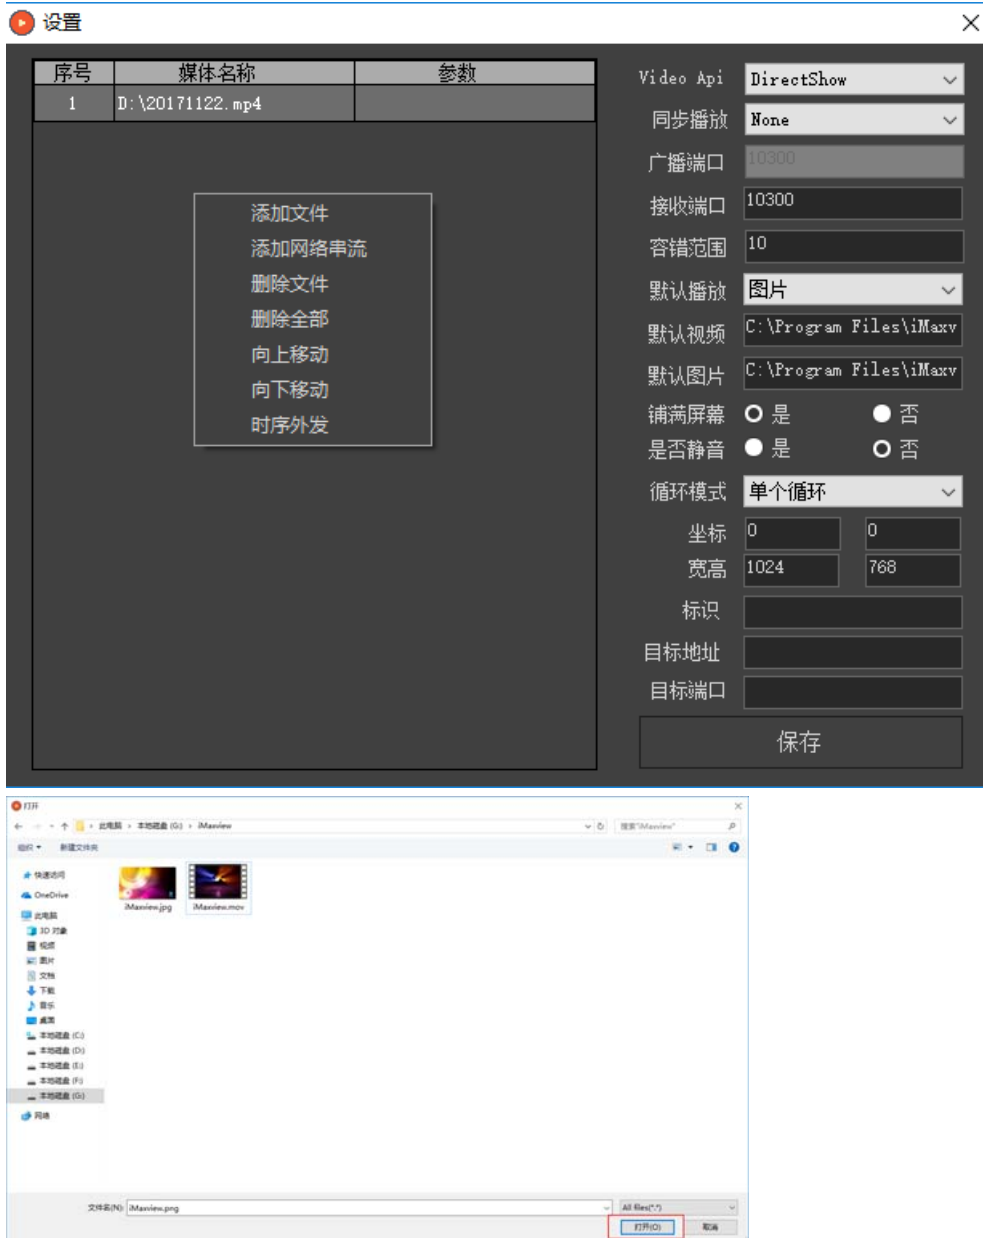 设置
序号 媒体名称 参数
1 D:\20171122.mp4
添加文件
添加网络串流
删除文件
删除全部
向上移动
向下移动
时序外发
Video Api DirectShow
同步播放 None
广播端口 10300
接收端口 10300
容错范围 10
默认播放 图片
默认视频 C:\Program Files\iMaxv
默认图片 C:\Program Files\iMaxv
铺满屏幕 是 否
是否静音 是 否
循环模式 单个循环
坐标 0 0
宽高 1024 768
标识
目标地址
目标端口
保存
打开
此电脑 › 本地磁盘 (G:) › iMaxview
搜索"iMaxview"
组织 新建文件夹
快速访问
OneDrive
此电脑
3D 对象
视频
图片
文档
下载
音乐
桌面
本地磁盘 (C:)
本地磁盘 (D:)
本地磁盘 (E:)
本地磁盘 (F:)
本地磁盘 (G:)
网络
iMaxview.jpg iMaxview.mov
文件名(N): iMaxview.png All files(*.*)
打开(O) 取消